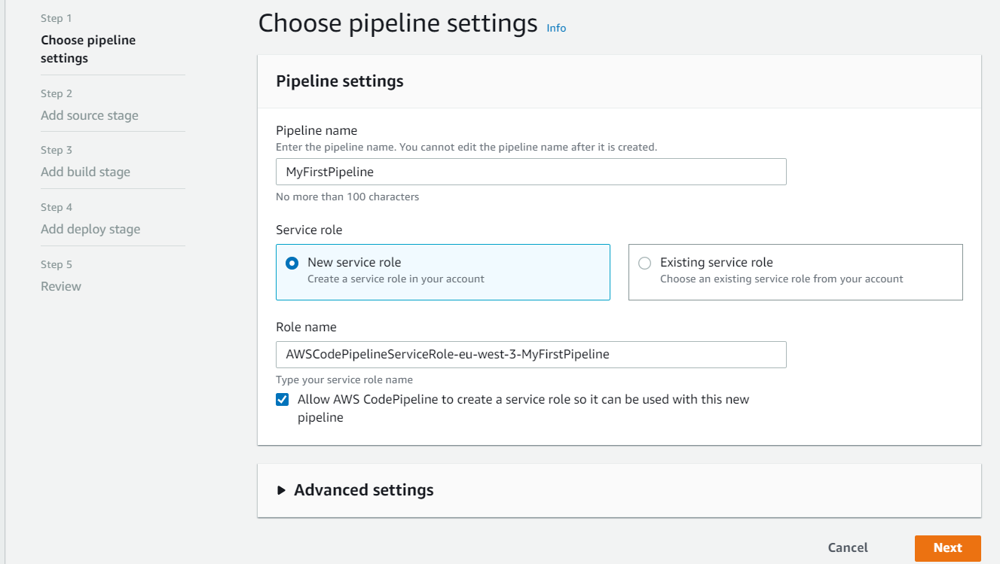 Step 1
Choose pipeline
settings
Step 2
Add source stage
Step 3
Add build stage
Step 4
Add deploy stage
Step 5
Review
Choose pipeline settings Info
Pipeline settings
Pipeline name
Enter the pipeline name. You cannot edit the pipeline name after it is created.
MyFirstPipeline
No more than 100 characters
Service role
New service role
Create a service role in your account
Existing service role
Choose an existing service role from your account
Role name
AWSCodePipelineServiceRole-eu-west-3-MyFirstPipeline
Type your service role name
Allow AWS CodePipeline to create a service role so it can be used with this new
pipeline
Advanced settings
Cancel
Next